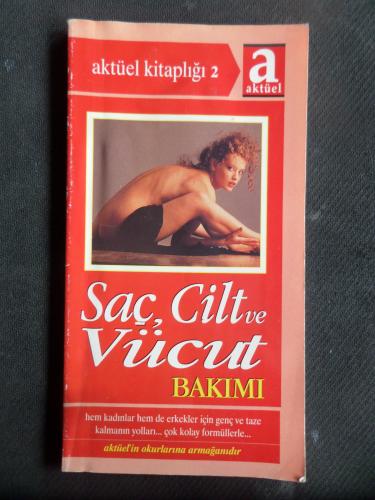 aktüel kitaplığı 2
a
aktüel
Saç, Cilt ve
Vücut
BAKIMI
hem kadınlar hem de erkekler için genç ve taze
kalmanın yolları... çok kolay formüllerle...
aktüel'in okurlarına armağanıdır